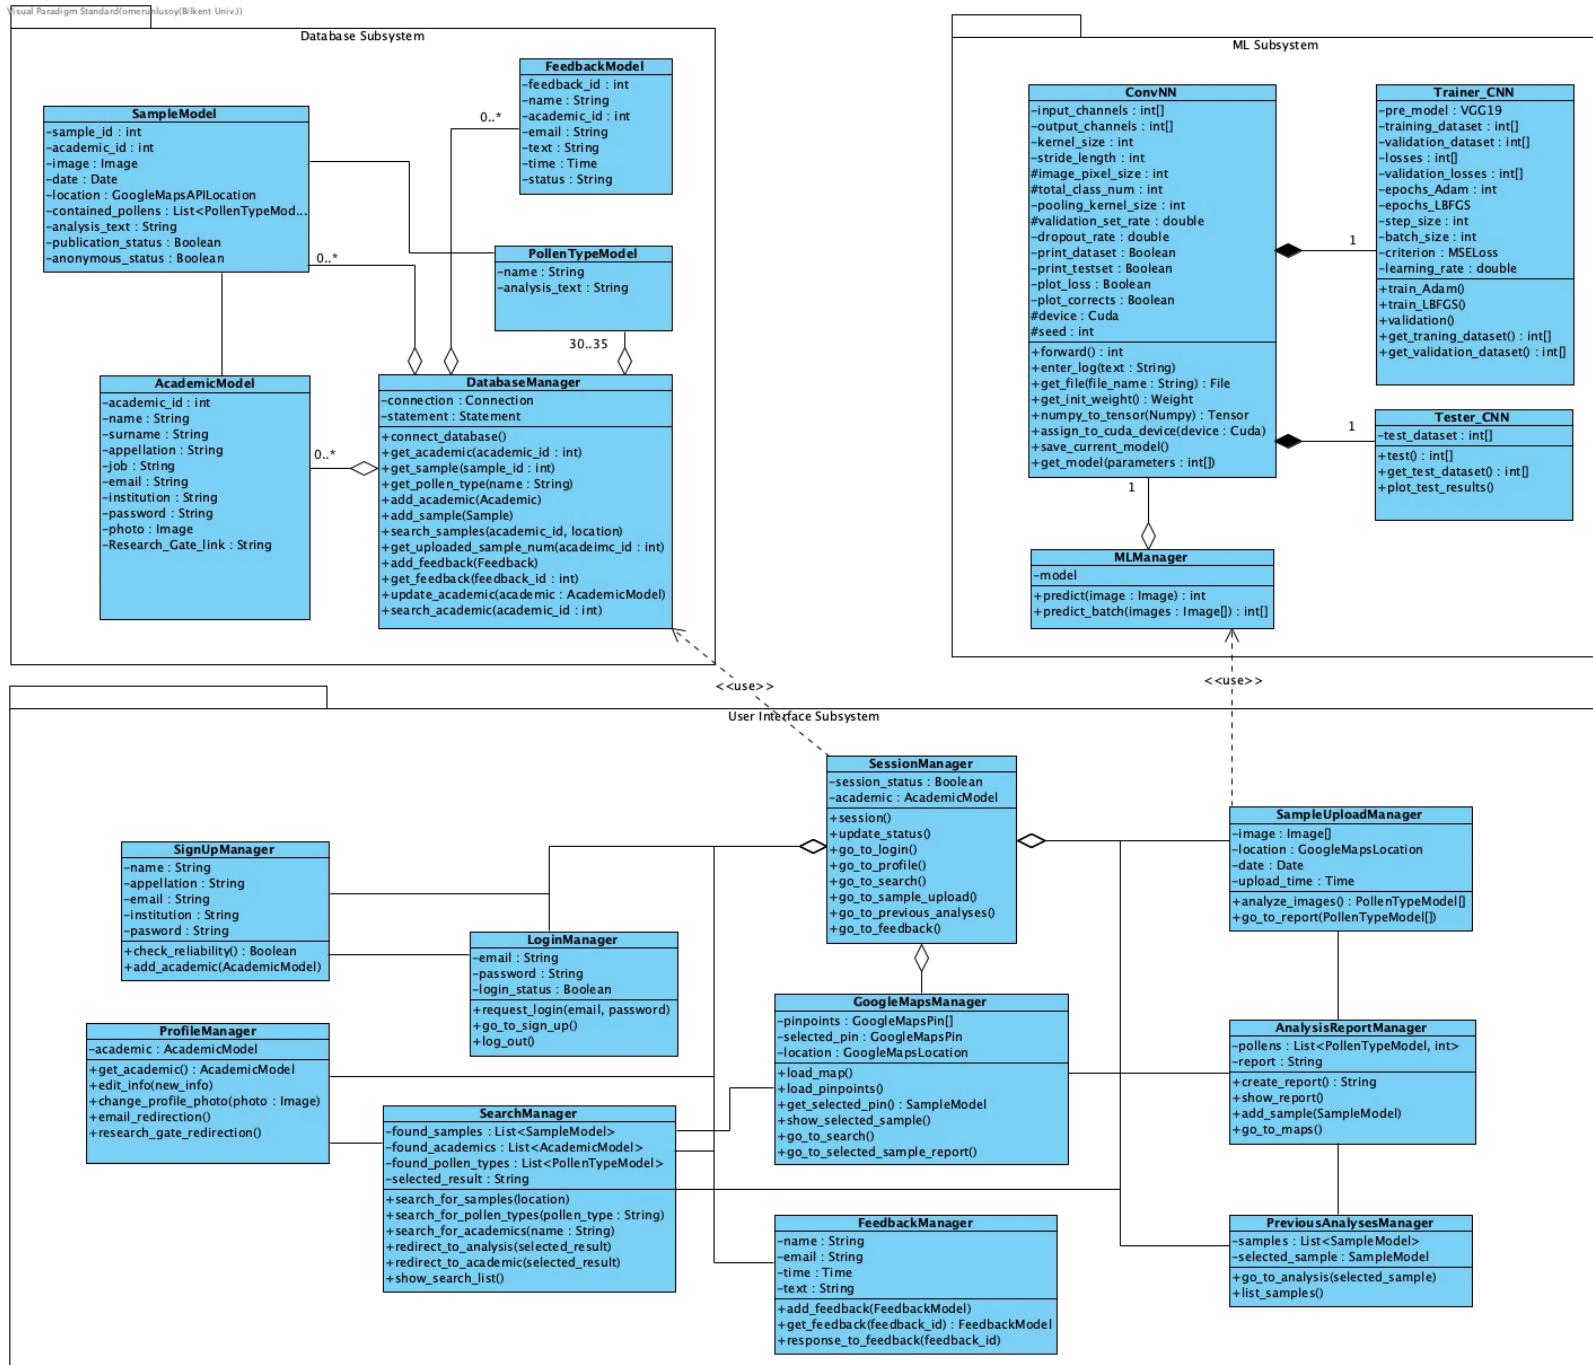 Visual Paradigm Standard(omerunlusoy(Bilkent Univ.))
Database Subsystem
FeedbackModel
-feedback_id : int
-name : String
-academic_id : int
-email : String
-text : String
-time : Time
-status : String
0..*
SampleModel
-sample_id : int
-academic_id : int
-image : Image
-date : Date
-location : GoogleMapsAPILocation
-contained_pollens : List<PollenTypeMod...
-analysis_text : String
-publication_status : Boolean
-anonymous_status : Boolean
0..*
PollenTypeModel
-name : String
-analysis_text : String
30..35
AcademicModel
-academic_id : int
-name : String
-surname : String
-appellation : String
-job : String
-email : String
-institution : String
-password : String
-photo : Image
-Research_Gate_link : String
0..*
DatabaseManager
-connection : Connection
-statement : Statement
+connect_database()
+get_academic(academic_id : int)
+get_sample(sample_id : int)
+get_pollen_type(name : String)
+add_academic(Academic)
+add_sample(Sample)
+search_samples(academic_id, location)
+get_uploaded_sample_num(acadeimc_id : int)
+add_feedback(Feedback)
+get_feedback(feedback_id : int)
+update_academic(academic : AcademicModel)
+search_academic(academic_id : int)
ML Subsystem
ConvNN
-input_channels : int[]
-output_channels : int[]
-kernel_size : int
-stride_length : int
#image_pixel_size : int
#total_class_num : int
-pooling_kernel_size : int
#validation_set_rate : double
-dropout_rate : double
-print_dataset : Boolean
-print_testset : Boolean
-plot_loss : Boolean
-plot_corrects : Boolean
#device : Cuda
#seed : int
+forward() : int
+enter_log(text : String)
+get_file(file_name : String) : File
+get_init_weight() : Weight
+numpy_to_tensor(Numpy) : Tensor
+assign_to_cuda_device(device : Cuda)
+save_current_model()
+get_model(parameters : int[])
1
Trainer_CNN
-pre_model : VGG19
-training_dataset : int[]
-validation_dataset : int[]
-losses : int[]
-validation_losses : int[]
-epochs_Adam : int
-epochs_LBFGS
-step_size : int
-batch_size : int
-criterion : MSELoss
-learning_rate : double
+train_Adam()
+train_LBFGS()
+validation()
+get_traning_dataset() : int[]
+get_validation_dataset() : int[]
1
Tester_CNN
-test_dataset : int[]
+test() : int[]
+get_test_dataset() : int[]
+plot_test_results()
1
MLManager
-model
+predict(image : Image) : int
+predict_batch(images : Image[]) : int[]
<<use>>
<<use>>
User Interface Subsystem
SessionManager
-session_status : Boolean
-academic : AcademicModel
+session()
+update_status()
+go_to_login()
+go_to_profile()
+go_to_search()
+go_to_sample_upload()
+go_to_previous_analyses()
+go_to_feedback()
SampleUploadManager
-image : Image[]
-location : GoogleMapsLocation
-date : Date
-upload_time : Time
+analyze_images() : PollenTypeModel[]
+go_to_report(PollenTypeModel[])
SignUpManager
-name : String
-appellation : String
-email : String
-institution : String
-pasword : String
+check_reliability() : Boolean
+add_academic(AcademicModel)
LoginManager
-email : String
-password : String
-login_status : Boolean
+request_login(email, password)
+go_to_sign_up()
+log_out()
GoogleMapsManager
-pinpoints : GoogleMapsPin[]
-selected_pin : GoogleMapsPin
-location : GoogleMapsLocation
+load_map()
+load_pinpoints()
+get_selected_pin() : SampleModel
+show_selected_sample()
+go_to_search()
+go_to_selected_sample_report()
ProfileManager
-academic : AcademicModel
+get_academic() : AcademicModel
+edit_info(new_info)
+change_profile_photo(photo : Image)
+email_redirection()
+research_gate_redirection()
AnalysisReportManager
-pollens : List<PollenTypeModel, int>
-report : String
+create_report() : String
+show_report()
+add_sample(SampleModel)
+go_to_maps()
SearchManager
-found_samples : List<SampleModel>
-found_academics : List<AcademicModel>
-found_pollen_types : List<PollenTypeModel>
-selected_result : String
+search_for_samples(location)
+search_for_pollen_types(pollen_type : String)
+search_for_academics(name : String)
+redirect_to_analysis(selected_result)
+redirect_to_academic(selected_result)
+show_search_list()
FeedbackManager
-name : String
-email : String
-time : Time
-text : String
+add_feedback(FeedbackModel)
+get_feedback(feedback_id) : FeedbackModel
+response_to_feedback(feedback_id)
PreviousAnalysesManager
-samples : List<SampleModel>
-selected_sample : SampleModel
+go_to_analysis(selected_sample)
+list_samples()